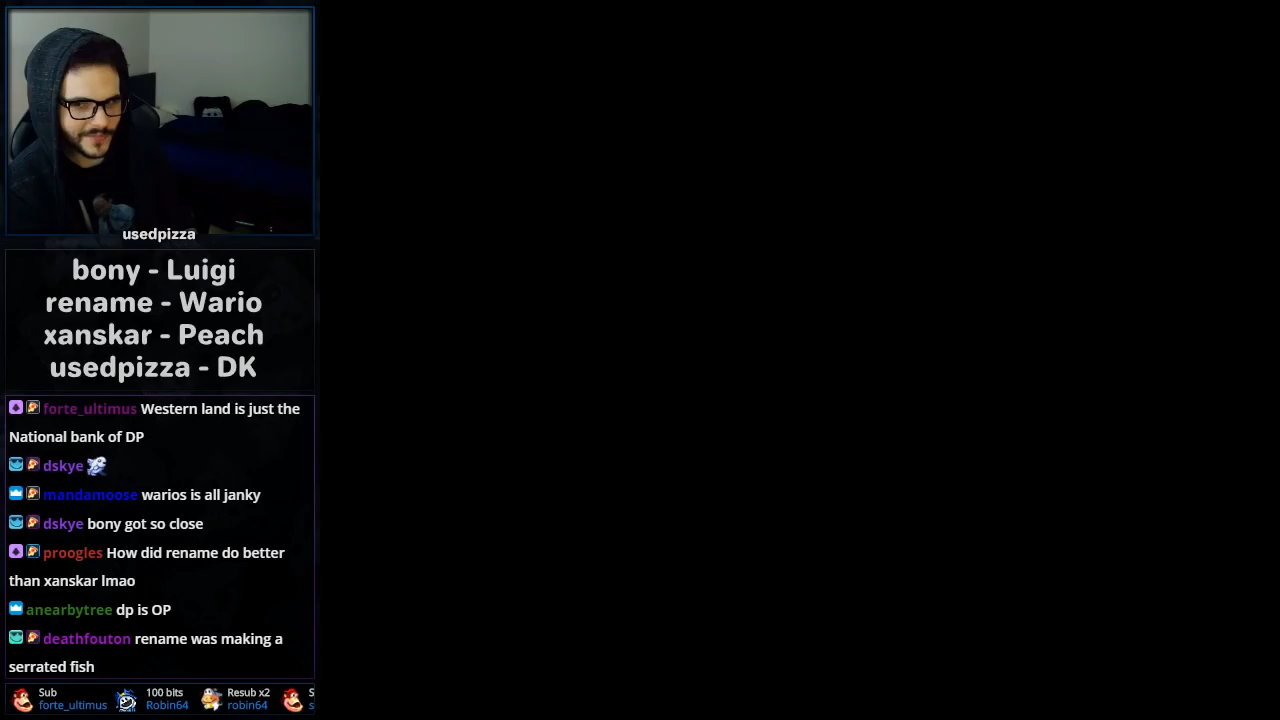 usedpizza
bony - Luigi
rename - Wario
xanskar - Peach
usedpizza - DK
forte_ultimus Western land is just the
National bank of DP
dskye
mandamoose warios is all janky
dskye bony got so close
proogles How did rename do better
than xanskar lmao
anearbytree dp is OP
deathfouton rename was making a
serrated fish
Sub 100 bits Resub x2 S
forte_ultimus Robin64 robin64 s